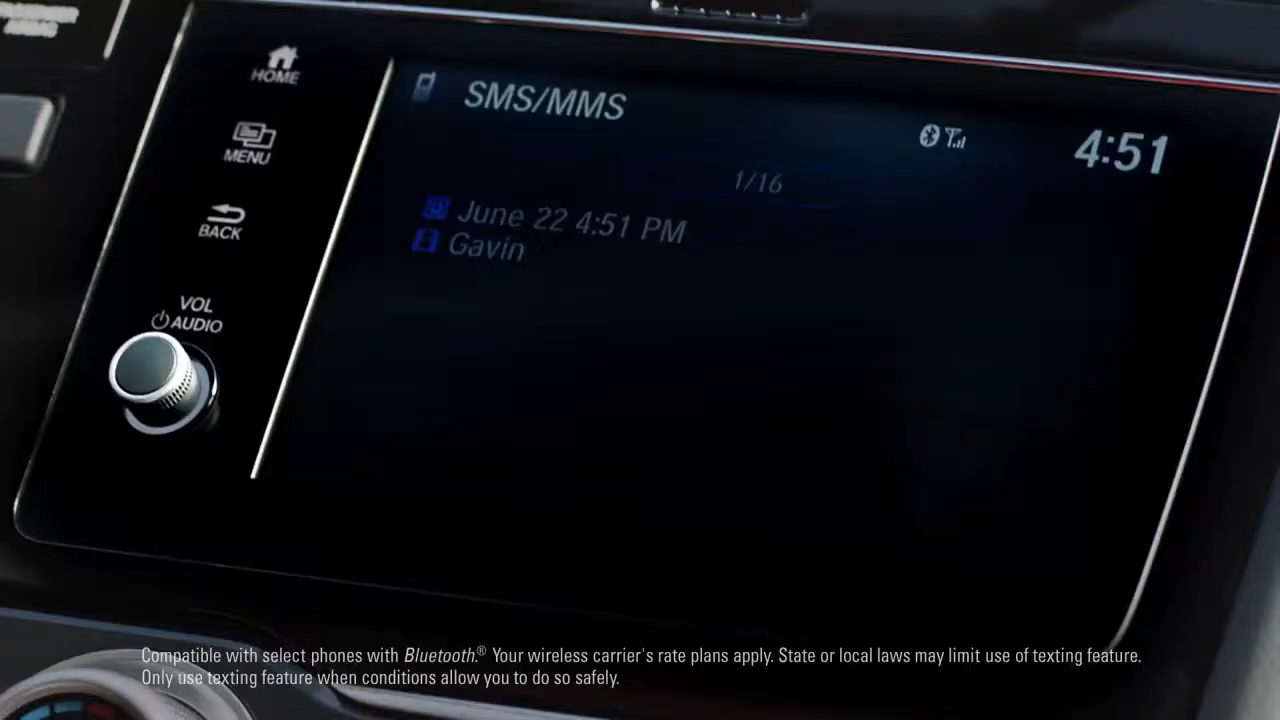 HOME
MENU
BACK
VOL
AUDIO
SMS/MMS
4:51
1/16
June 22 4:51 PM
Gavin
Compatible with select phones with Bluetooth.® Your wireless carrier's rate plans apply. State or local laws may limit use of texting feature.
Only use texting feature when conditions allow you to do so safely.